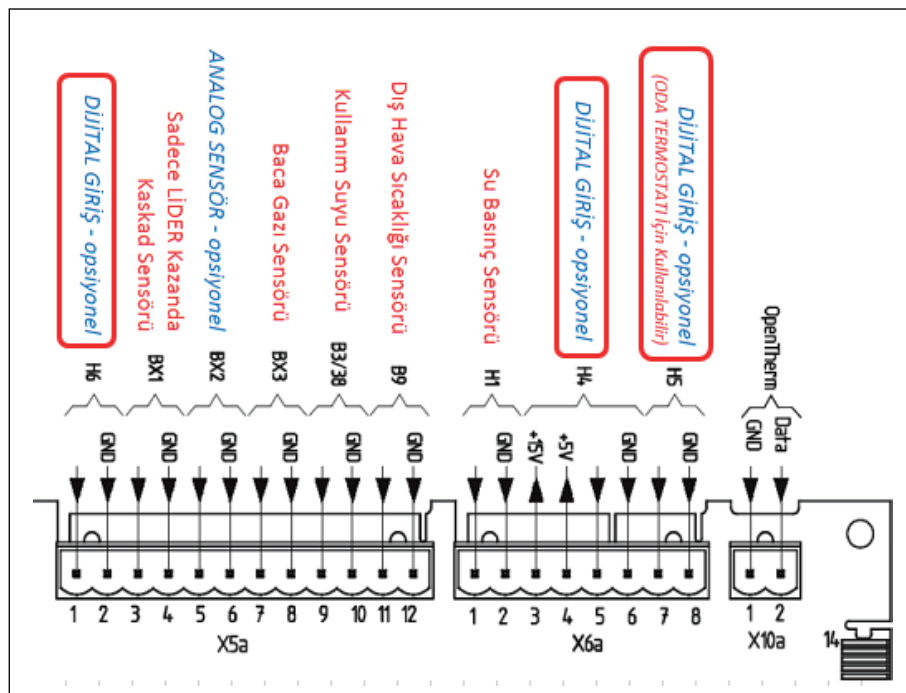 DİJİTAL GİRİŞ - opsiyonel
Sadece LİDER Kazanda
Kaskad Sensörü
ANALOG SENSÖR - opsiyonel
Baca Gazı Sensörü
Kullanım Suyu Sensörü
Dış Hava Sıcaklığı Sensörü
Su Basınç Sensörü
DİJİTAL GİRİŞ - opsiyonel
DİJİTAL GİRİŞ - opsiyonel
(ODA TERMOSTATI İçin Kullanılabilir)
OpenTherm
H6 BX1 BX2 BX3 B3/38 B9 H1 H4 H5
GND GND GND GND GND GND GND +15V +5V GND GND GND Data
1 2 3 4 5 6 7 8 9 10 11 12 1 2 3 4 5 6 7 8 1 2
X5a X6a X10a 14